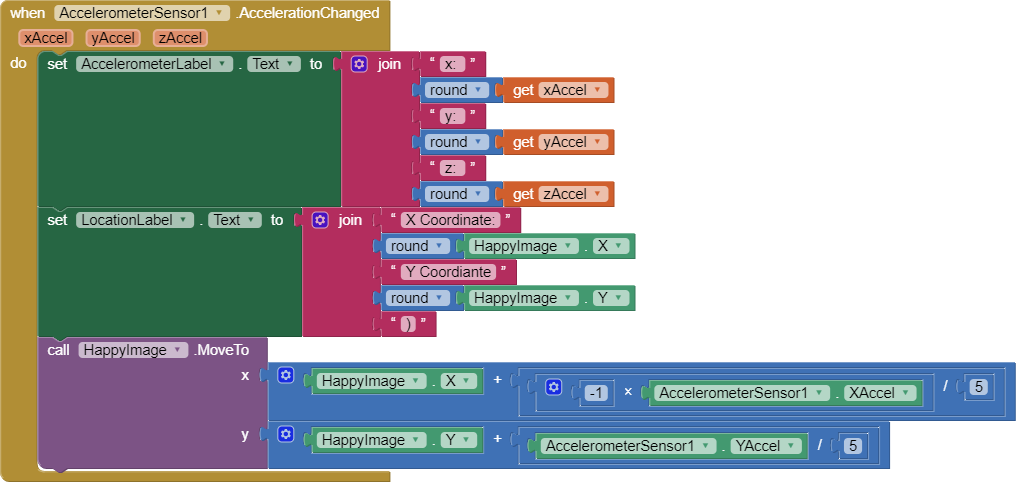 when AccelerometerSensor1 .AccelerationChanged
xAccel yAccel zAccel
do set AccelerometerLabel . Text to join " x: "
round get xAccel
" y: "
round get yAccel
" z: "
round get zAccel
set LocationLabel . Text to join " X Coordinate: "
round HappyImage . X
" Y Coordiante "
round HappyImage . Y
" ) "
call HappyImage .MoveTo
x HappyImage . X + -1 × AccelerometerSensor1 . XAccel / 5
y HappyImage . Y + AccelerometerSensor1 . YAccel / 5